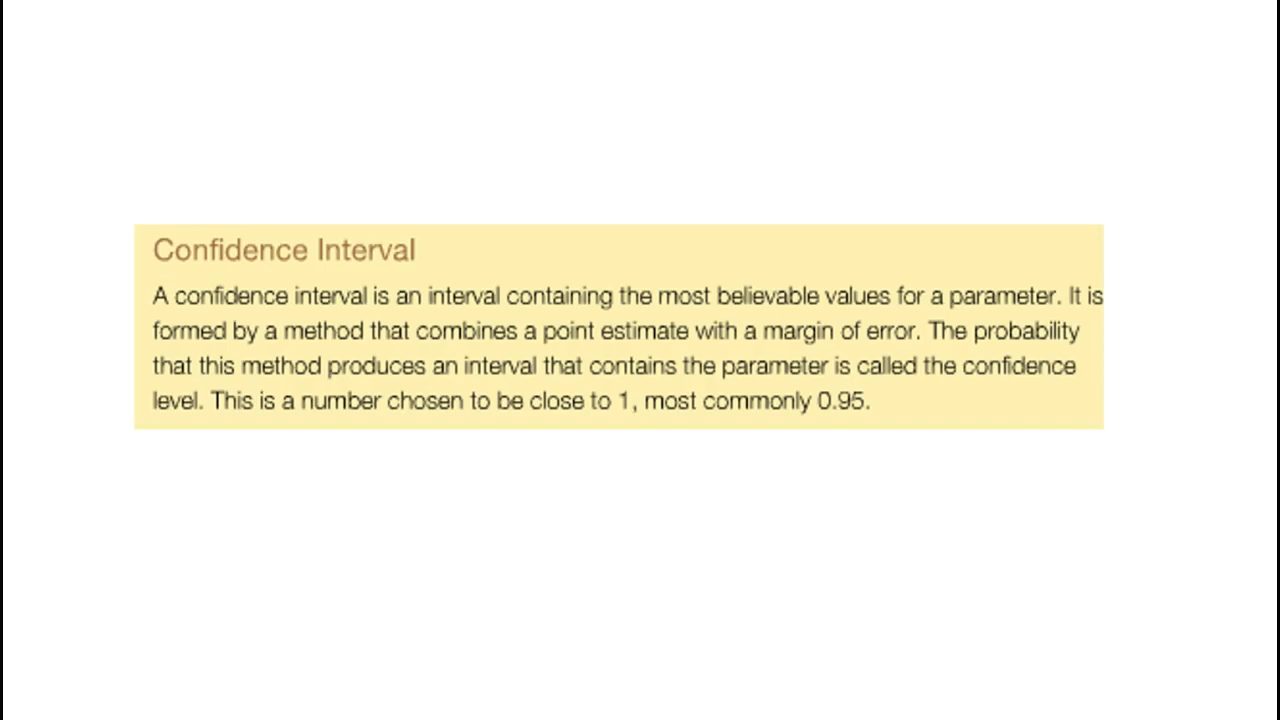 Confidence Interval
A confidence interval is an interval containing the most believable values for a parameter. It is
formed by a method that combines a point estimate with a margin of error. The probability
that this method produces an interval that contains the parameter is called the confidence
level. This is a number chosen to be close to 1, most commonly 0.95.